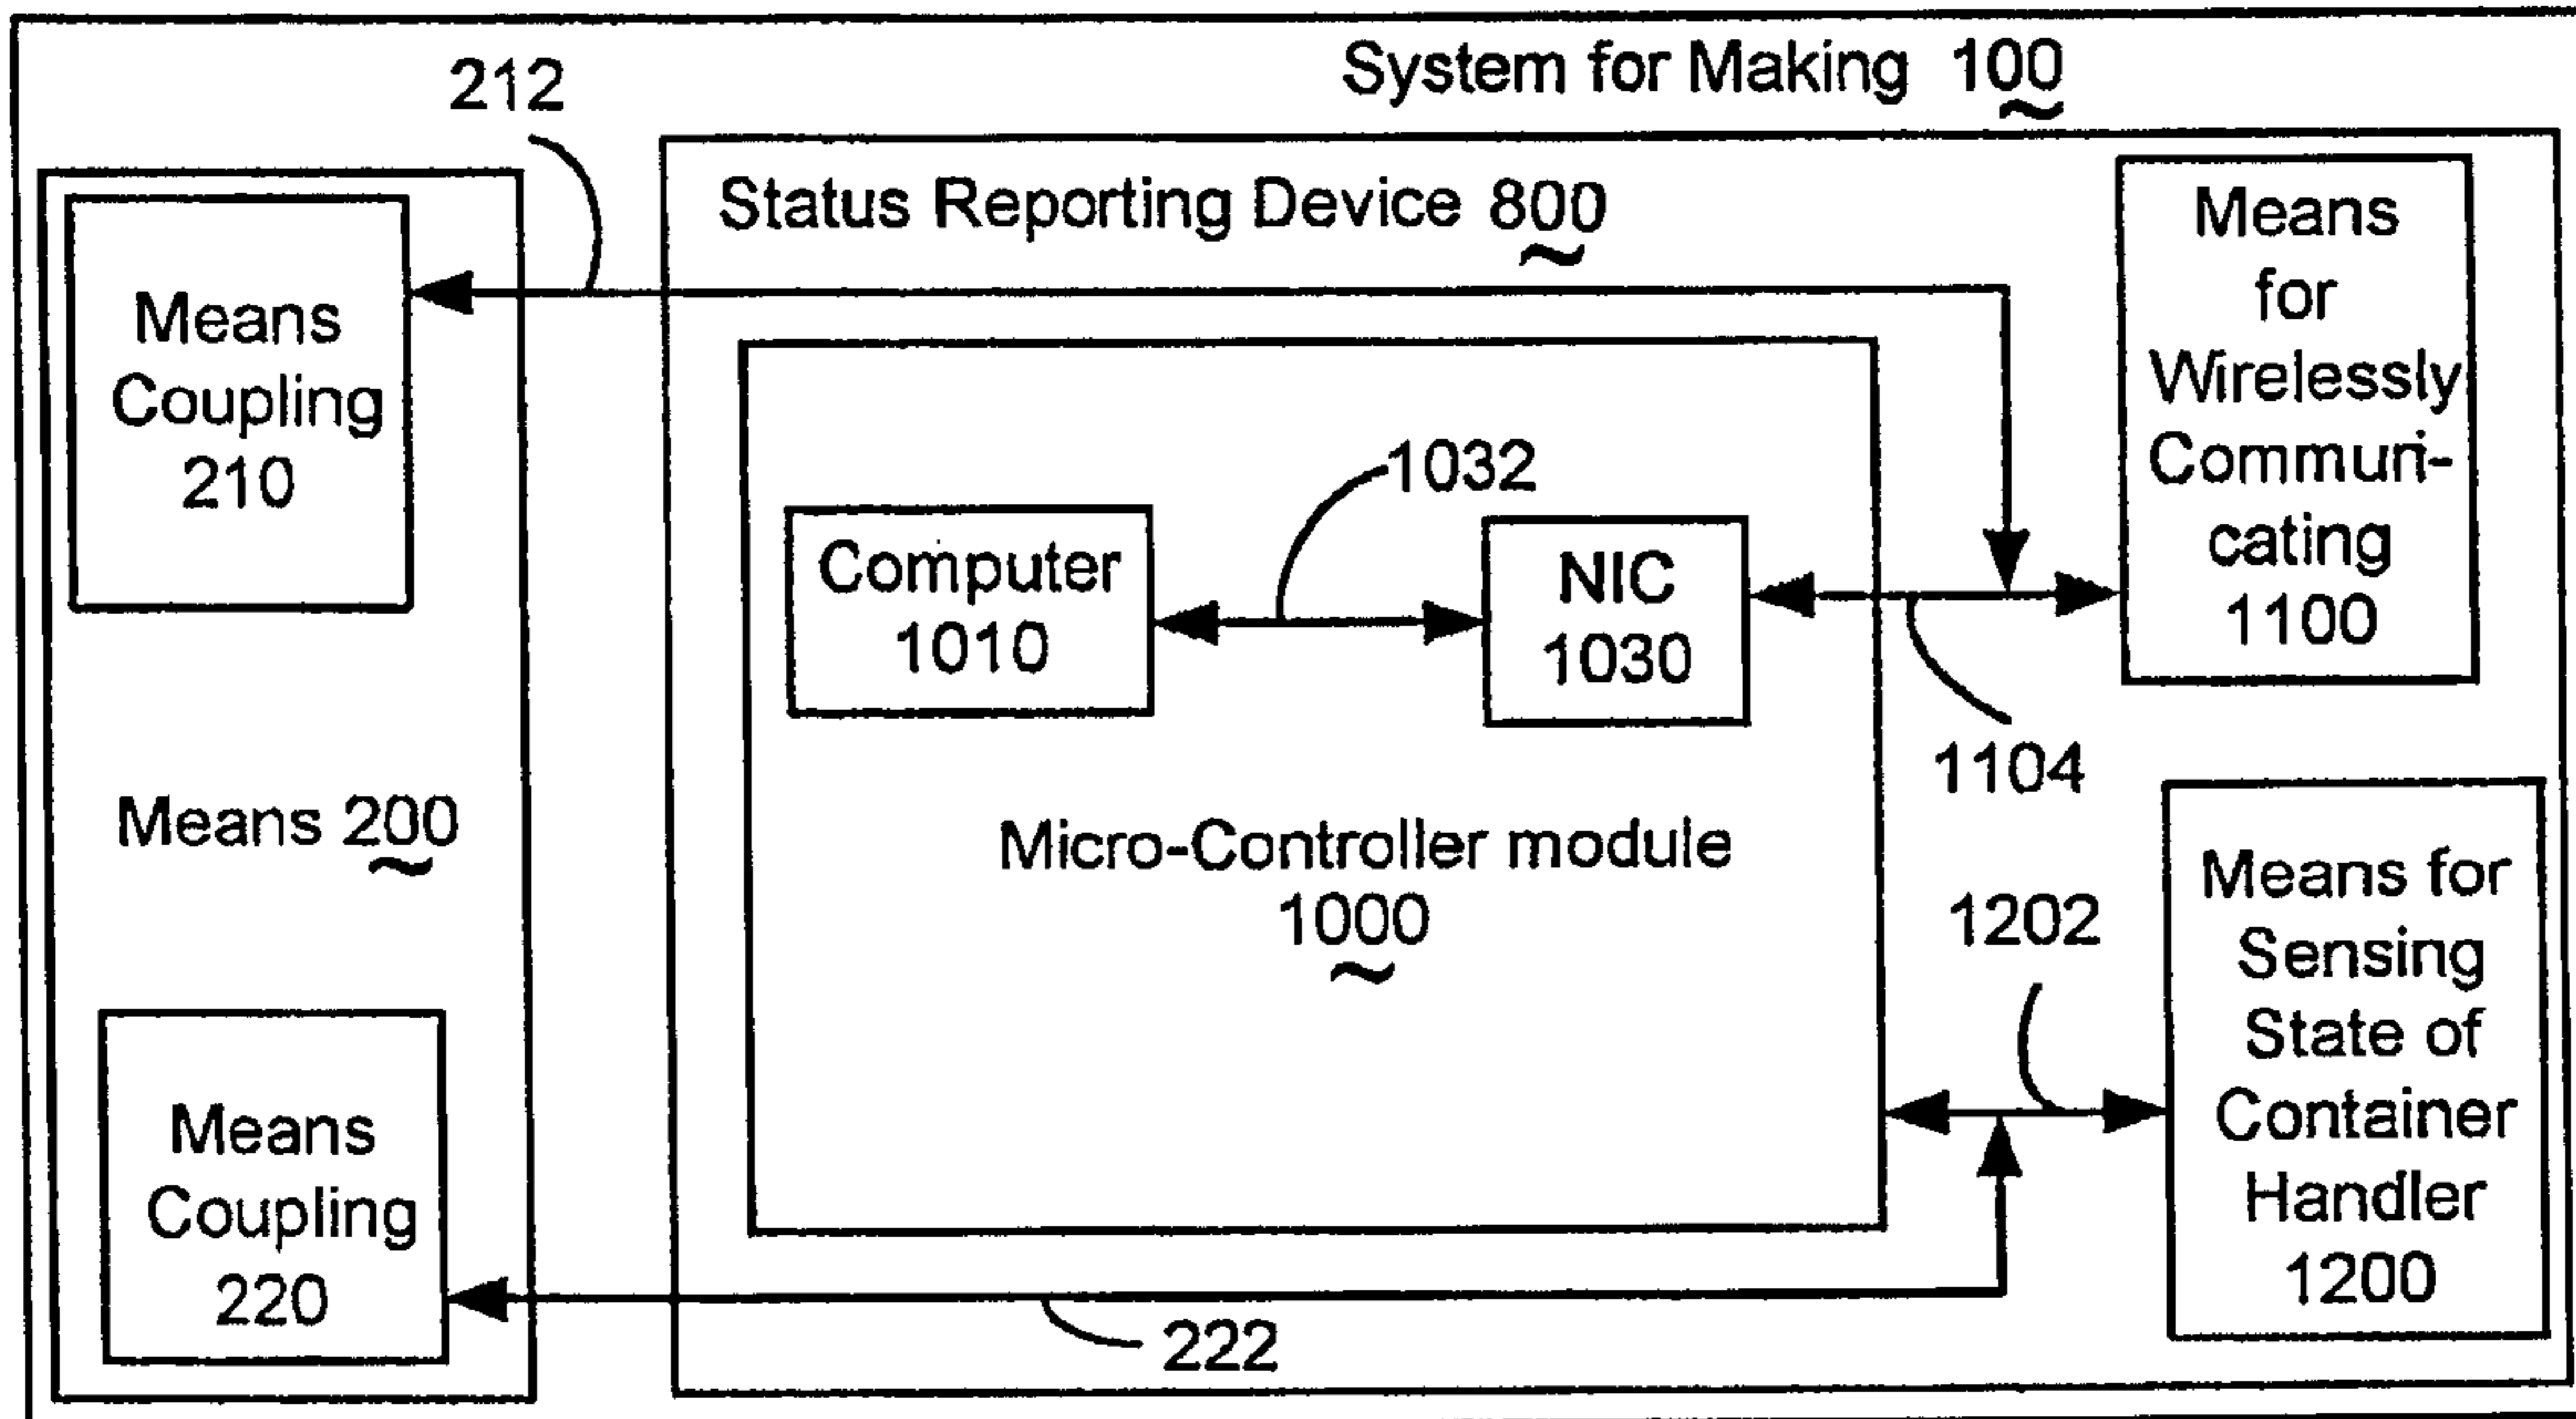 System for Making 100
212
Status Reporting Device 800
Means
Coupling
210
Means
for
Wirelessly
Communi-
cating
1100
1032
Computer
1010
NIC
1030
1104
Means 200
Micro-Controller module
1000
1202
Means for
Sensing
State of
Container
Handler
1200
Means
Coupling
220
222